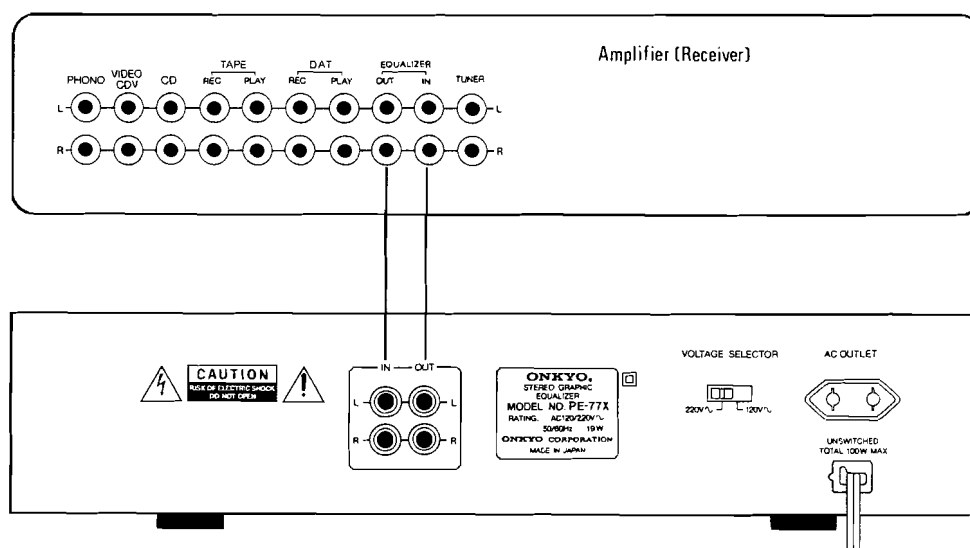 Amplifier (Receiver)
TAPE DAT EQUALIZER
PHONO VIDEO CDV CD REC PLAY REC PLAY OUT IN TUNER
L L
R R
IN OUT
L L
R R
CAUTION
RISK OF ELECTRIC SHOCK
DO NOT OPEN
ONKYO.
STEREO GRAPHIC
EQUALIZER
MODEL NO. PE-77X
RATING. AC120/220V~
50/60Hz 19W
ONKYO CORPORATION
MADE IN JAPAN
VOLTAGE SELECTOR
220V~ 120V~
AC OUTLET
UNSWITCHED
TOTAL 100W MAX